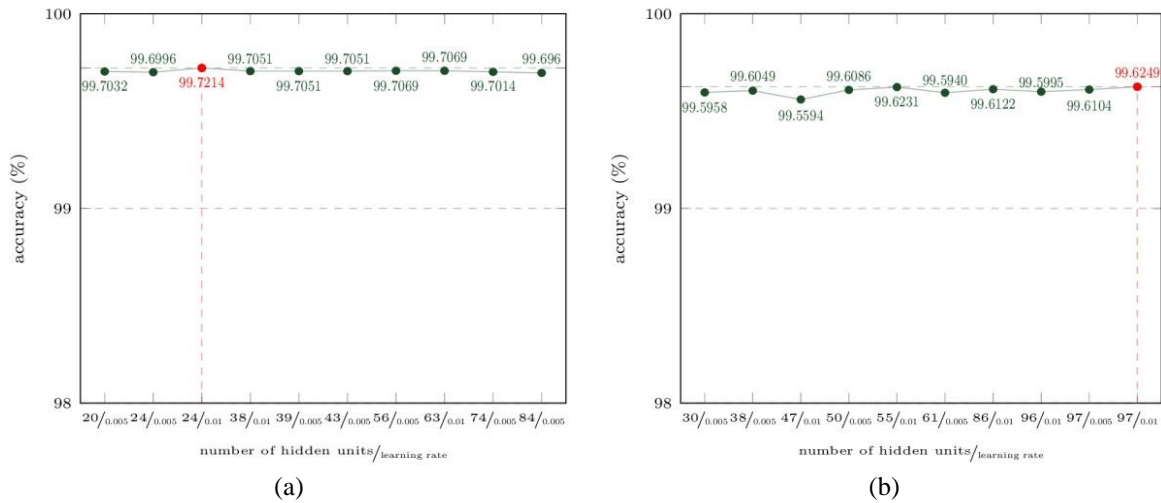 100
99
98
accuracy (%)
99.6996 99.7051 99.7051 99.7069 99.696
99.7032 99.7214 99.7051 99.7069 99.7014
20/0.005 24/0.005 24/0.01 38/0.01 39/0.005 43/0.005 56/0.005 63/0.01 74/0.005 84/0.005
number of hidden units/learning rate
(a)
100
99
98
accuracy (%)
99.6049 99.6086 99.5940 99.5995 99.6249
99.5958 99.5594 99.6231 99.6122 99.6104
30/0.005 38/0.005 47/0.01 50/0.005 55/0.01 61/0.005 86/0.01 96/0.01 97/0.005 97/0.01
number of hidden units/learning rate
(b)